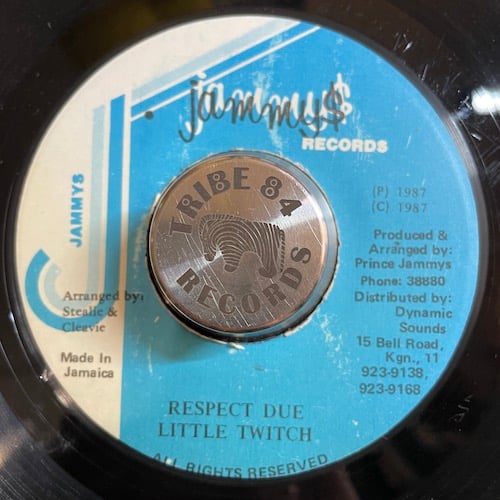 jammy$
RECORDS
JAMMYS
(P) 1987
(C) 1987
Produced &
Arranged by:
Prince Jammys
Phone: 38880
Distributed by:
Dynamic
Sounds
15 Bell Road,
Kgn., 11
923-9138,
923-9168
TRIBE 84
RECORDS
Arranged by:
Stealie &
Cleavie
Made In
Jamaica
RESPECT DUE
LITTLE TWITCH
ALL RIGHTS RESERVED